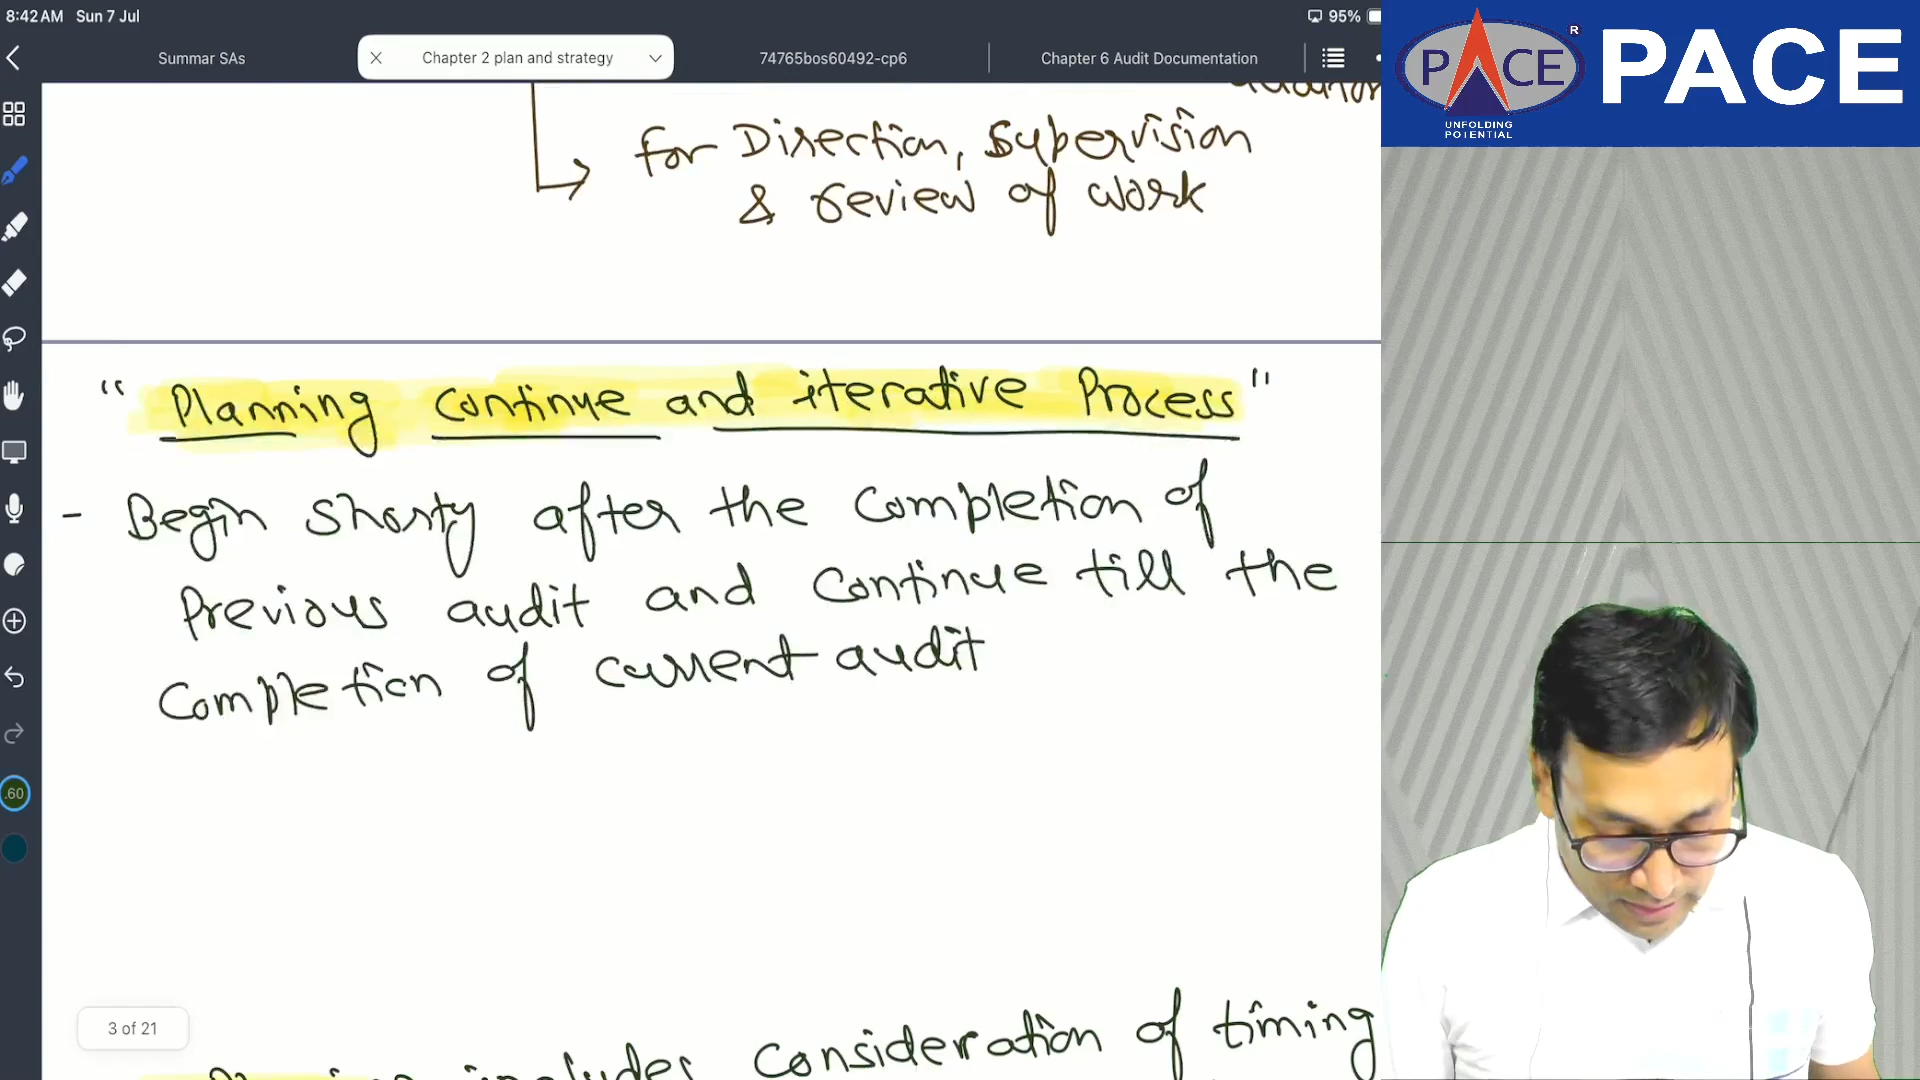 8:42 AM Sun 7 Jul
95%
Summar SAs
Chapter 2 plan and strategy
74765bos60492-cp6
Chapter 6 Audit Documentation
PACE
R
UNFOLDING
POTENTIAL
PACE
for Direction, Supervision
& review of work
"Planning continue and iterative Process"
- Begin shorty after the completion of
Previous audit and continue till the
Completion of current audit
.60
3 of 21
includes consideration of timing